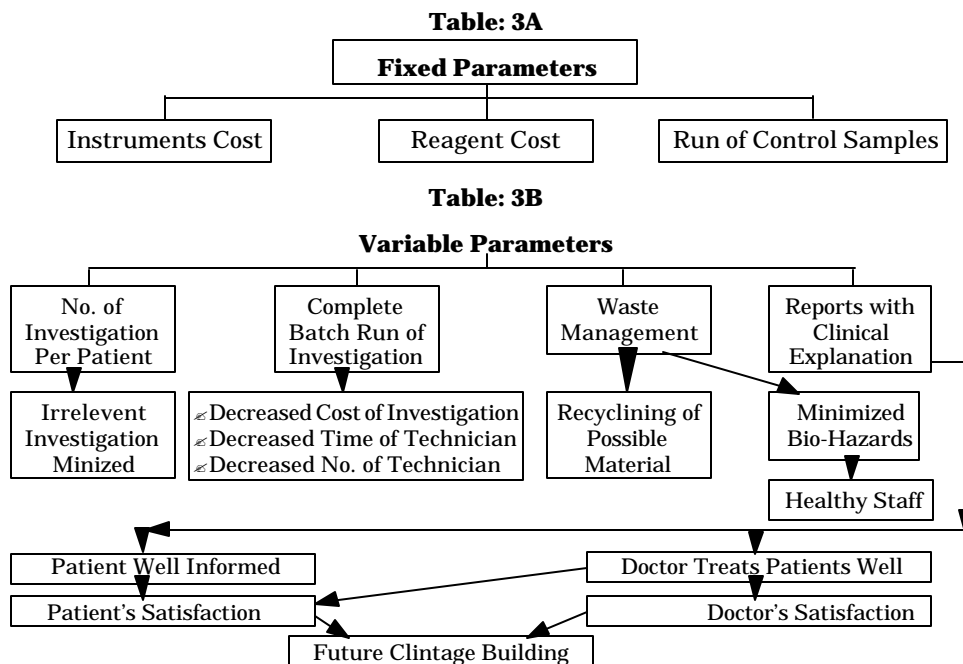 Table: 3A
Fixed Parameters
Instruments Cost
Reagent Cost
Run of Control Samples
Table: 3B
Variable Parameters
No. of
Investigation
Per Patient
Complete
Batch Run of
Investigation
Waste
Management
Reports with
Clinical
Explanation
Irrelevent
Investigation
Minized
Decreased Cost of Investigation
Decreased Time of Technician
Decreased No. of Technician
Recyclining of
Possible
Material
Minimized
Bio-Hazards
Healthy Staff
Patient Well Informed
Doctor Treats Patients Well
Patient's Satisfaction
Doctor's Satisfaction
Future Clintage Building